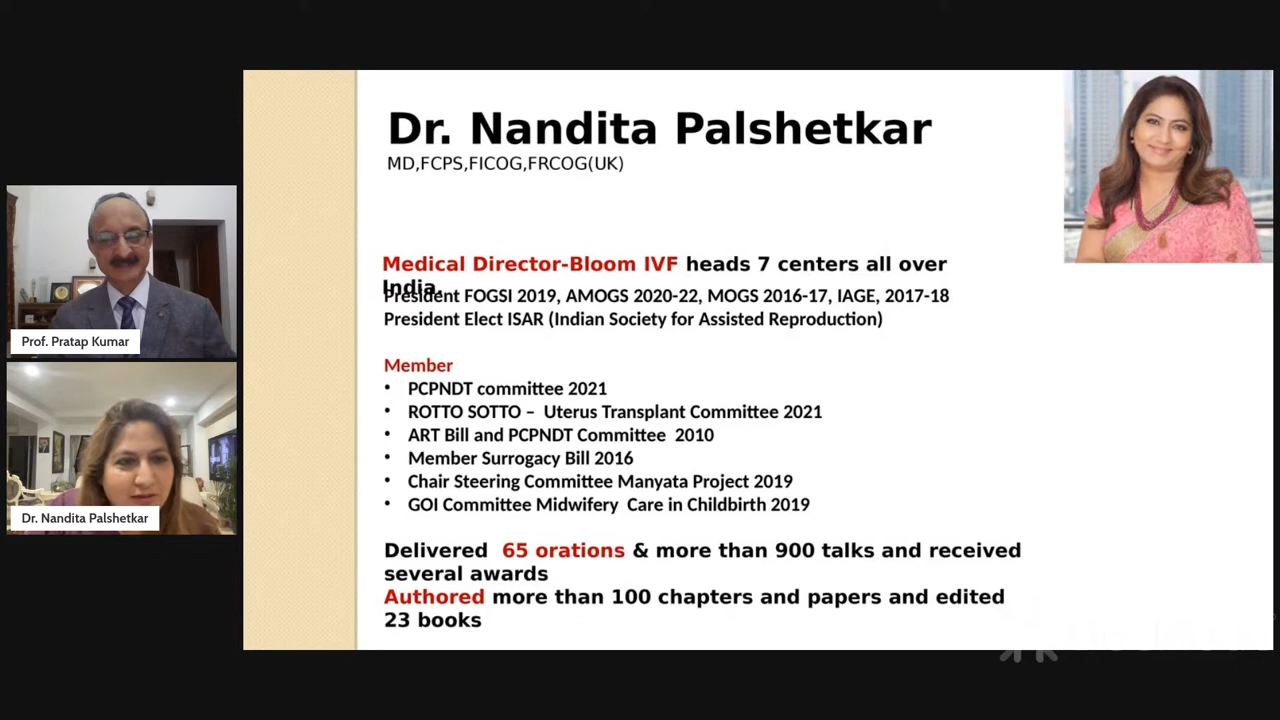 Dr. Nandita Palshetkar
MD,FCPS,FICOG,FRCOG(UK)
Medical Director-Bloom IVF heads 7 centers all over
India.
President FOGSI 2019, AMOGS 2020-22, MOGS 2016-17, IAGE, 2017-18
President Elect ISAR (Indian Society for Assisted Reproduction)
Member
• PCPNDT committee 2021
• ROTTO SOTTO – Uterus Transplant Committee 2021
• ART Bill and PCPNDT Committee 2010
• Member Surrogacy Bill 2016
• Chair Steering Committee Manyata Project 2019
• GOI Committee Midwifery Care in Childbirth 2019
Delivered 65 orations & more than 900 talks and received
several awards
Authored more than 100 chapters and papers and edited
23 books
Prof. Pratap Kumar
Dr. Nandita Palshetkar